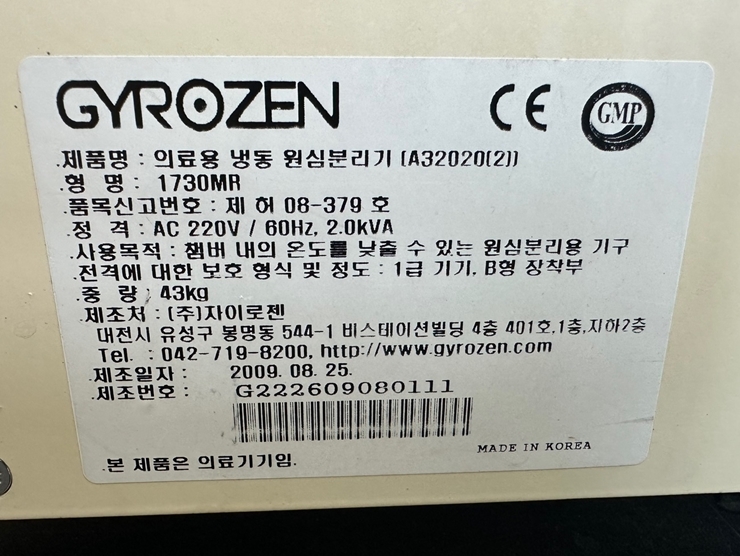 GYROZEN CE GMP
.제품명 : 의료용 냉동 원심분리기 (A32020(2))
.형 명 : 1730MR
.품목신고번호 : 제 허 08-379 호
.정 격 : AC 220V / 60Hz, 2.0kVA
.사용목적 : 챔버 내의 온도를 낮출 수 있는 원심분리용 기구
.전격에 대한 보호 형식 및 정도 : 1급 기기, B형 장착부
.중 량 : 43kg
.제조처 : (주)자이로젠
대전시 유성구 봉명동 544-1 비스테이션빌딩 4층 401호,1층,지하2층
Tel. : 042-719-8200, http://www.gyrozen.com
.제조일자 : 2009. 08. 25.
.제조번호 : G222609080111
MADE IN KOREA
.본 제품은 의료기기임.